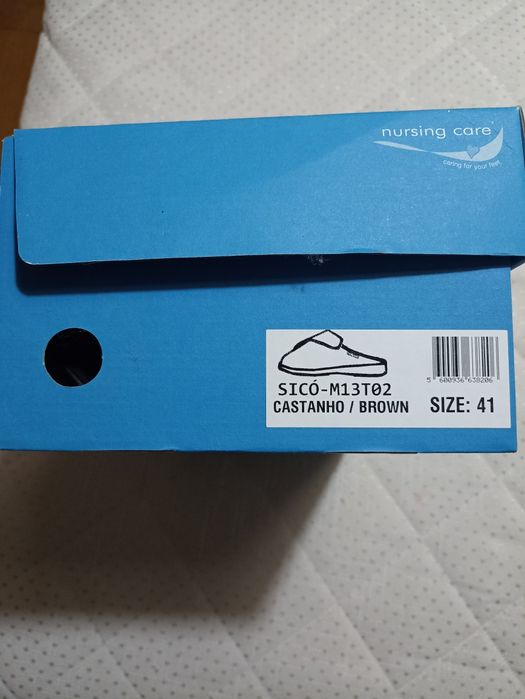 nursing care
caring for your feet
SICÓ-M13T02
CASTANHO / BROWN
SIZE: 41
5 600936 638206